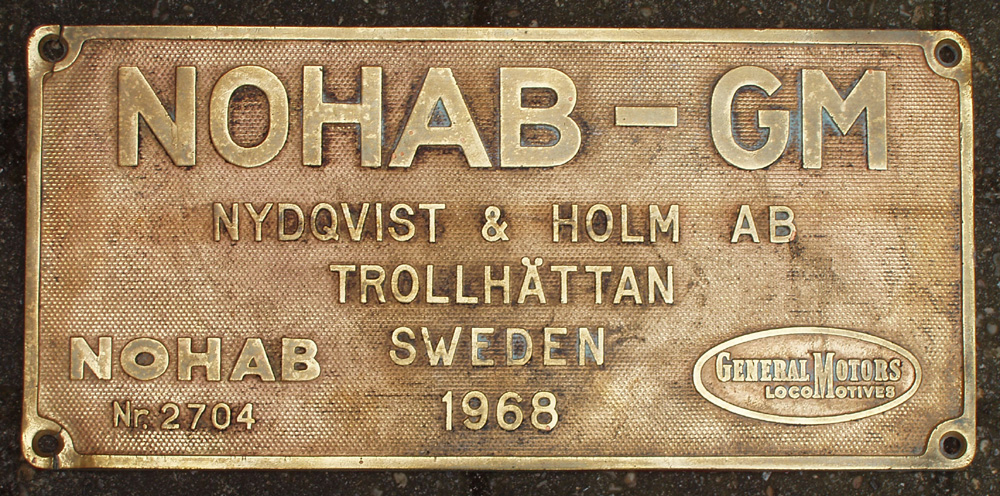 NOHAB - GM
NYDQVIST & HOLM AB
TROLLHÄTTAN
SWEDEN
1968
NOHAB
Nr. 2704
GENERAL MOTORS
LOCOMOTIVES